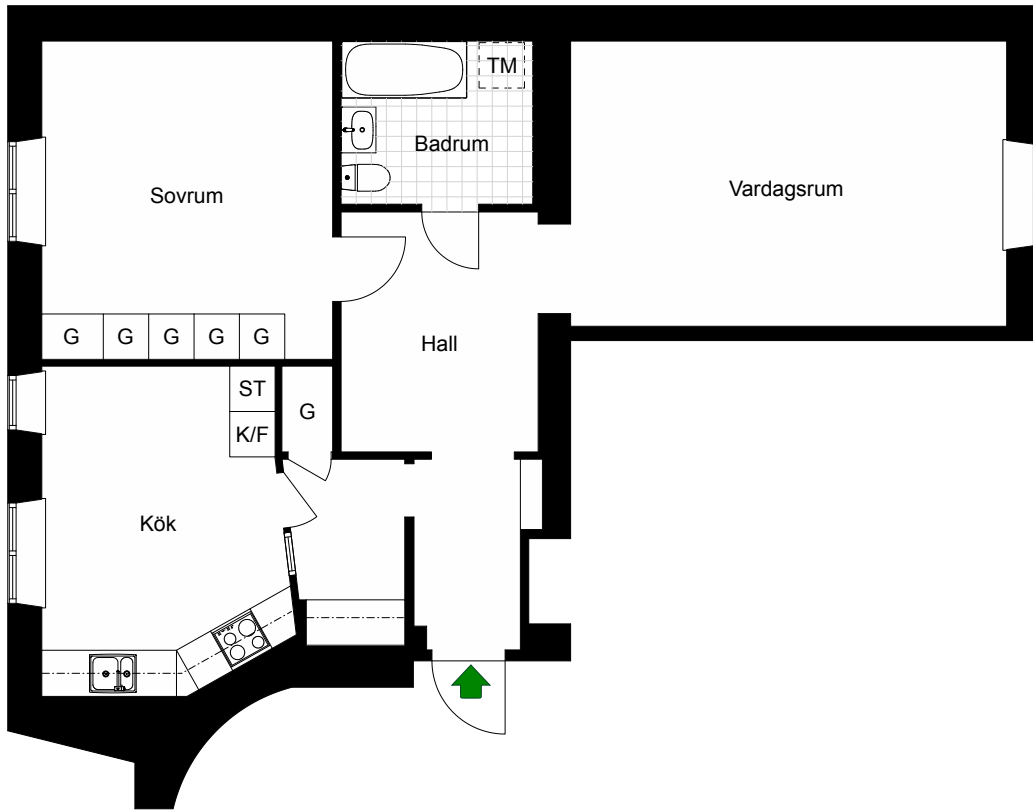 TM
Badrum
Sovrum
Vardagsrum
G G G G G
Hall
ST
G
K/F
Kök